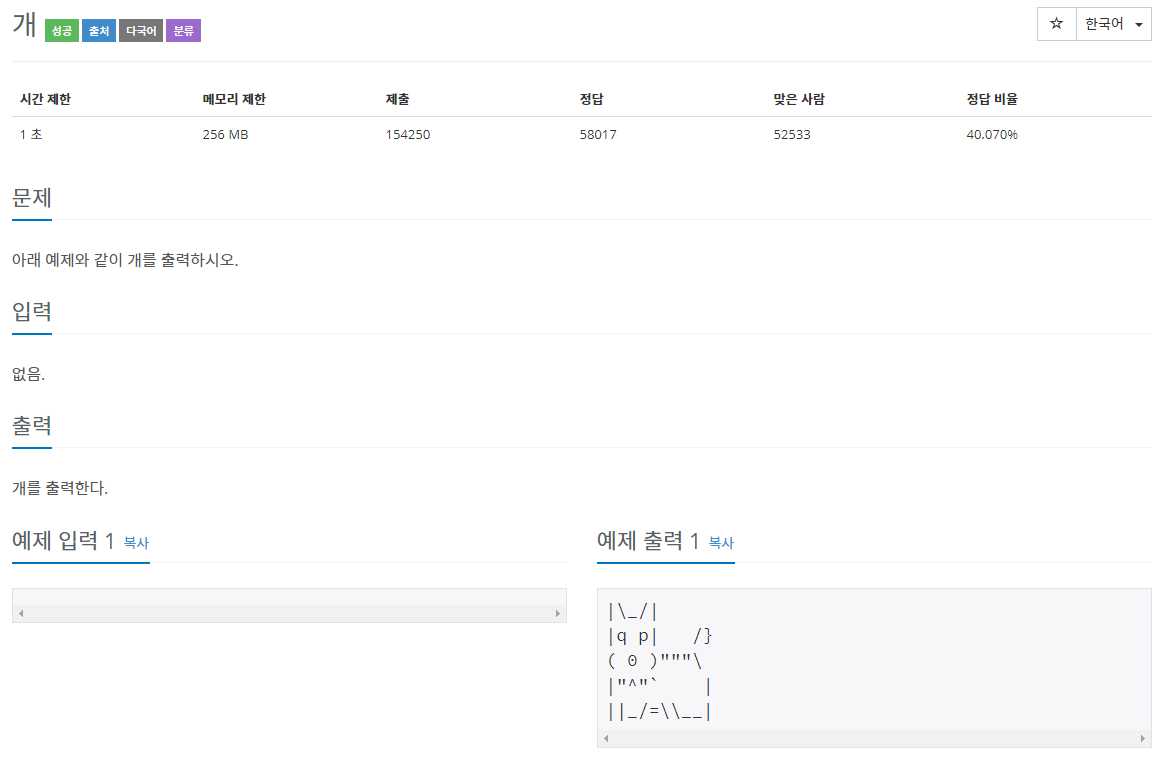 개 성공 출처 다국어 분류 ☆ 한국어
시간 제한 메모리 제한 제출 정답 맞은 사람 정답 비율
1 초 256 MB 154250 58017 52533 40.070%
문제
아래 예제와 같이 개를 출력하시오.
입력
없음.
출력
개를 출력한다.
예제 입력 1 복사
예제 출력 1 복사
|\_/|
|q p|   /}
( 0 )"""\
|"^"`    |
||_/=\\__|